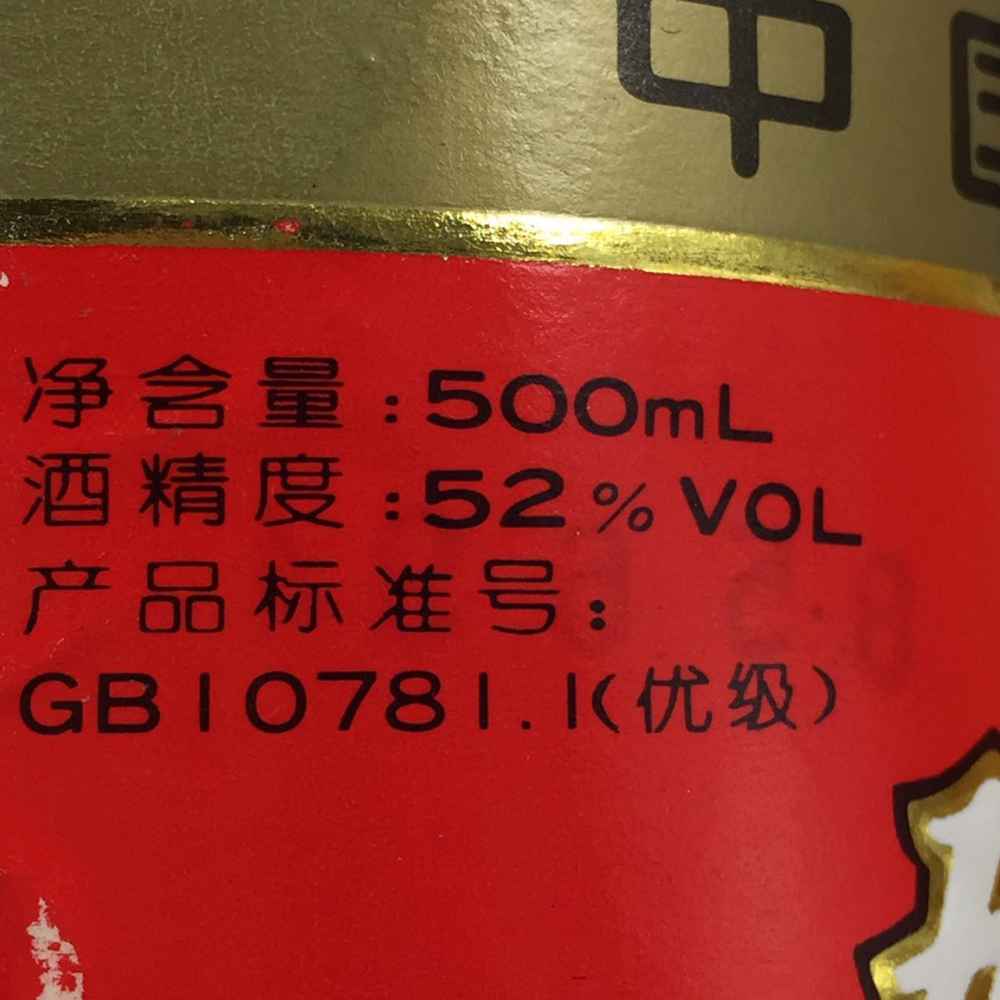 中
净含量:500mL
酒精度:52%VOL
产品标准号:
GB10781.1(优级)